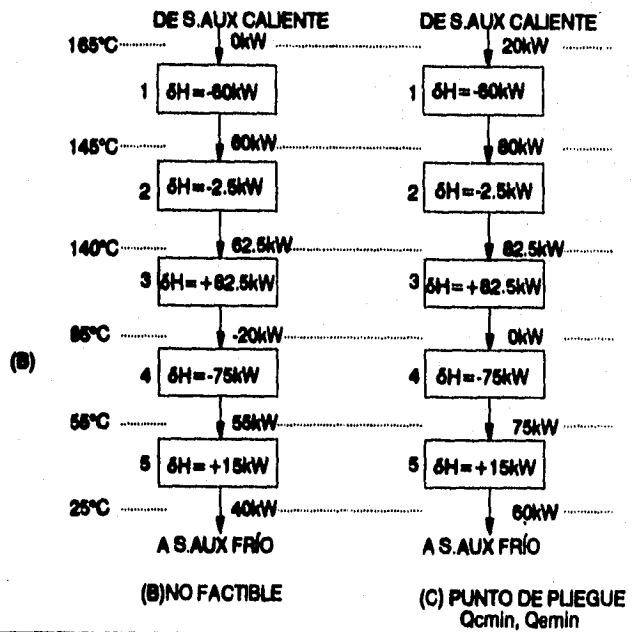 DE S.AUX CALIENTE DE S.AUX CALIENTE
165°C 0kW 20kW
1 δH=-60kW 1 δH=-60kW
145°C 60kW 80kW
2 δH=-2.5kW 2 δH=-2.5kW
140°C 62.5kW 82.5kW
3 δH=+82.5kW 3 δH=+82.5kW
85°C -20kW 0kW
(B)
4 δH=-75kW 4 δH=-75kW
55°C 55kW 75kW
5 δH=+15kW 5 δH=+15kW
25°C 40kW 60kW
A S.AUX FRÍO A S.AUX FRÍO
(B)NO FACTIBLE (C) PUNTO DE PLIEGUE
Qcmin, Qemin